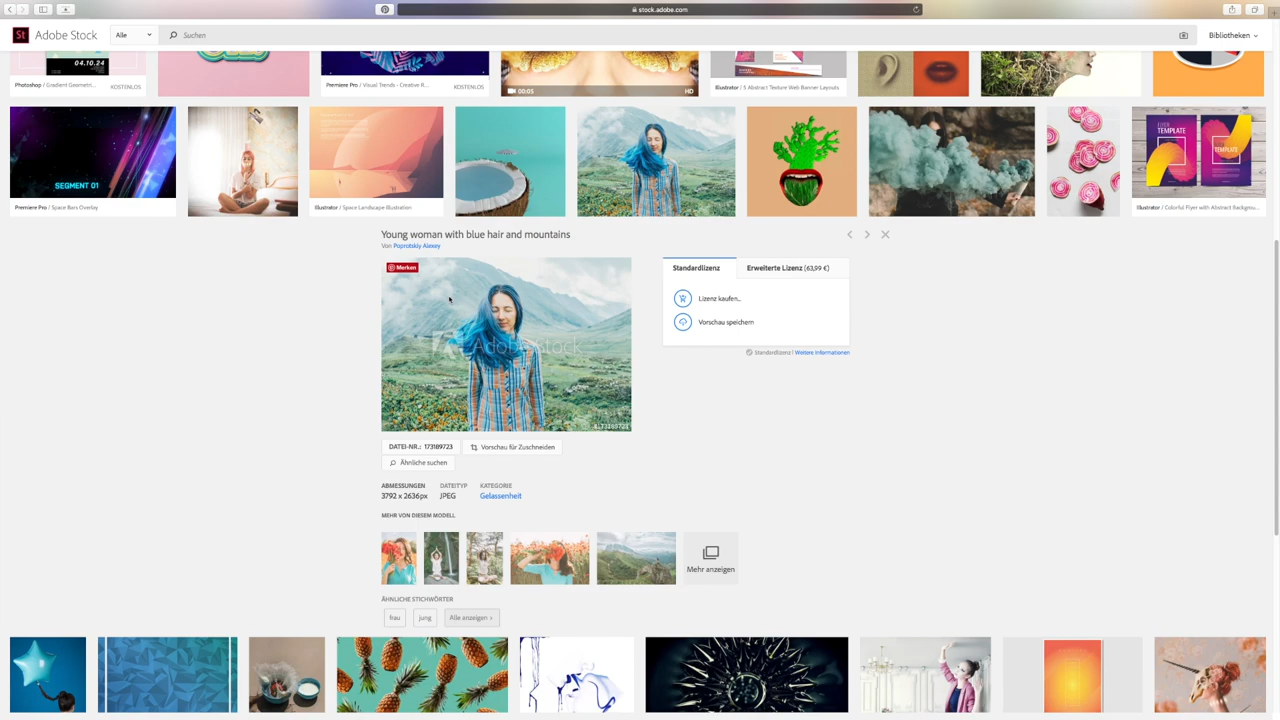 stock.adobe.com
St Adobe Stock
Alle
Suchen
Bibliotheken
04.10.24
Photoshop / Gradient Geometri...
KOSTENLOS
Premiere Pro / Visual Trends - Creative R...
KOSTENLOS
00:05
HD
Illustrator / 5 Abstract Texture Web Banner Layouts
SEGMENT 01
FLYER
TEMPLATE
TEMPLATE
Premiere Pro / Space Bars Overlay
Illustrator / Space Landscape Illustration
Illustrator / Colorful Flyer with Abstract Backgrou...
Young woman with blue hair and mountains
Von Poprotskiy Alexey
Merken
Adobe Stock
173189723
Standardlizenz
Erweiterte Lizenz (63,99 €)
Lizenz kaufen...
Vorschau speichern
Standardlizenz | Weitere Informationen
DATEI-NR.: 173189723
Vorschau für Zuschneiden
Ähnliche suchen
ABMESSUNGEN DATEITYP KATEGORIE
3792 x 2636px JPEG Gelassenheit
MEHR VON DIESEM MODELL
Mehr anzeigen
ÄHNLICHE STICHWÖRTER
frau
jung
Alle anzeigen ›